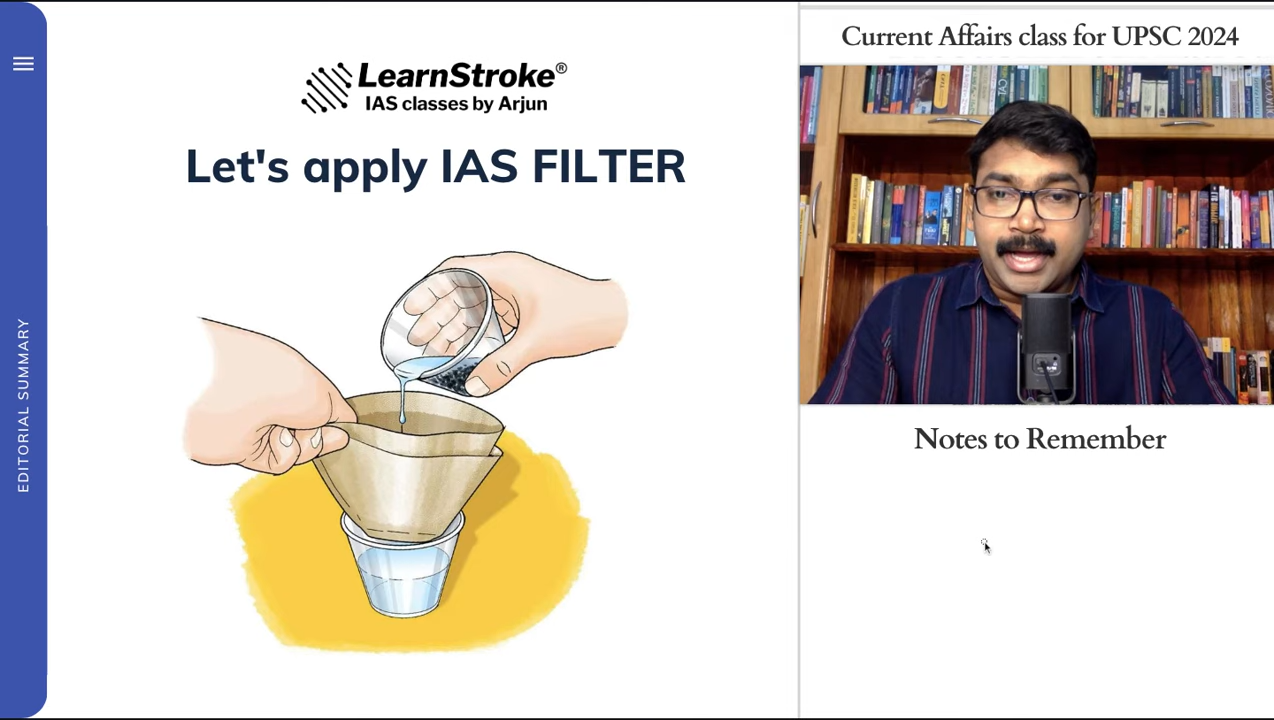 EDITORIAL SUMMARY
LearnStroke®
IAS classes by Arjun
Let's apply IAS FILTER
Current Affairs class for UPSC 2024
Notes to Remember